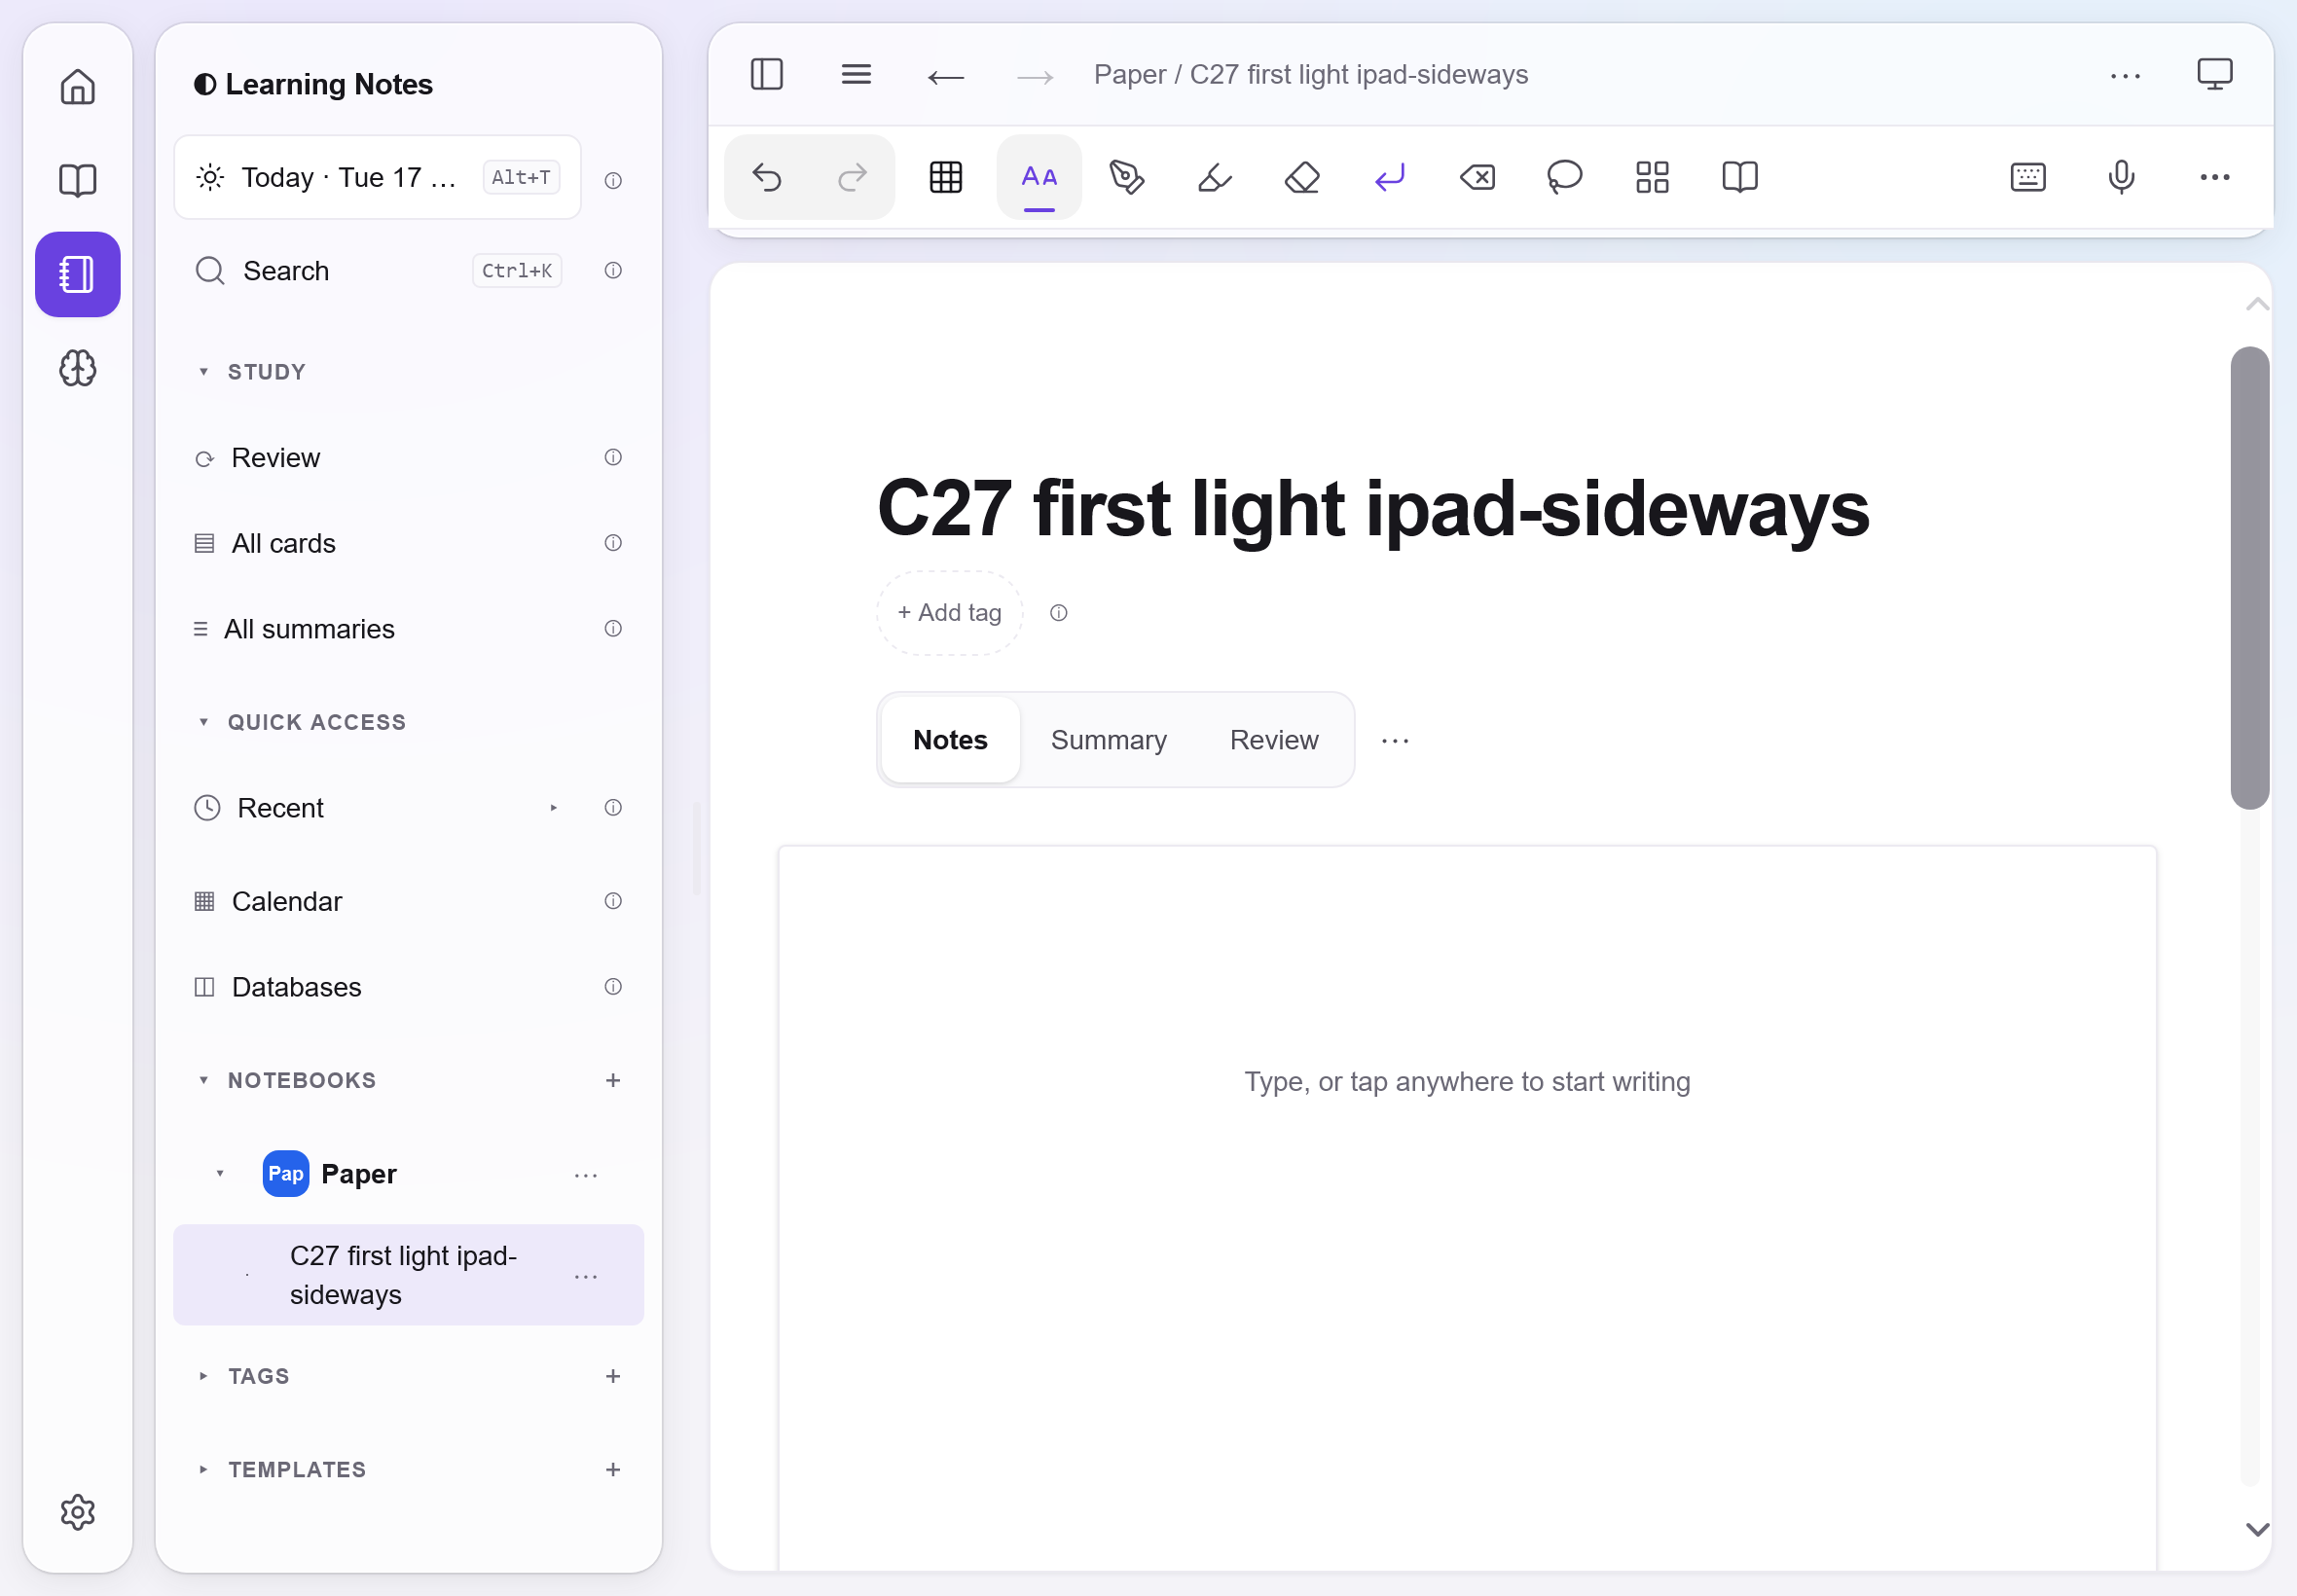 Learning Notes
Today · Tue 17 ... Alt+T
Search Ctrl+K
STUDY
Review
All cards
All summaries
QUICK ACCESS
Recent
Calendar
Databases
NOTEBOOKS
Pap Paper
C27 first light ipad-
sideways
TAGS
TEMPLATES
Paper / C27 first light ipad-sideways
C27 first light ipad-sideways
+ Add tag
Notes Summary Review
Type, or tap anywhere to start writing